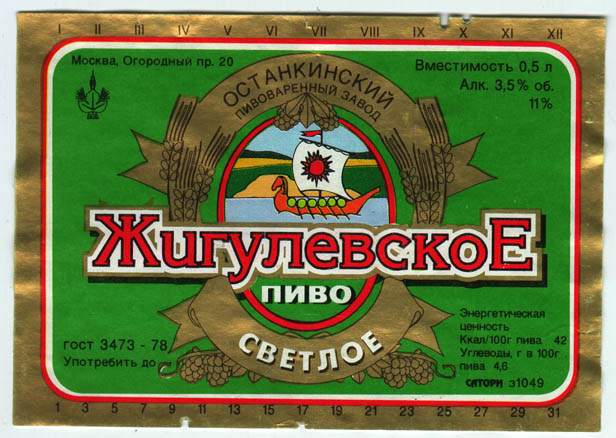 I II III IV V VI VII VIII IX X XI XII
Москва, Огородный пр. 20
Вместимость 0,5 л
Алк. 3,5% об.
11%
ОСТАНКИНСКИЙ
ПИВОВАРЕННЫЙ ЗАВОД
ЖигулевскоЕ
ПИВО
СВЕТЛОЕ
гост 3473 - 78
Употребить до
Энергетическая
ценность
Ккал/100г пива 42
Углеводы, г в 100г
пива 4,6
САТОРИ з1049
1 3 5 7 9 11 13 15 17 19 21 23 25 27 29 31